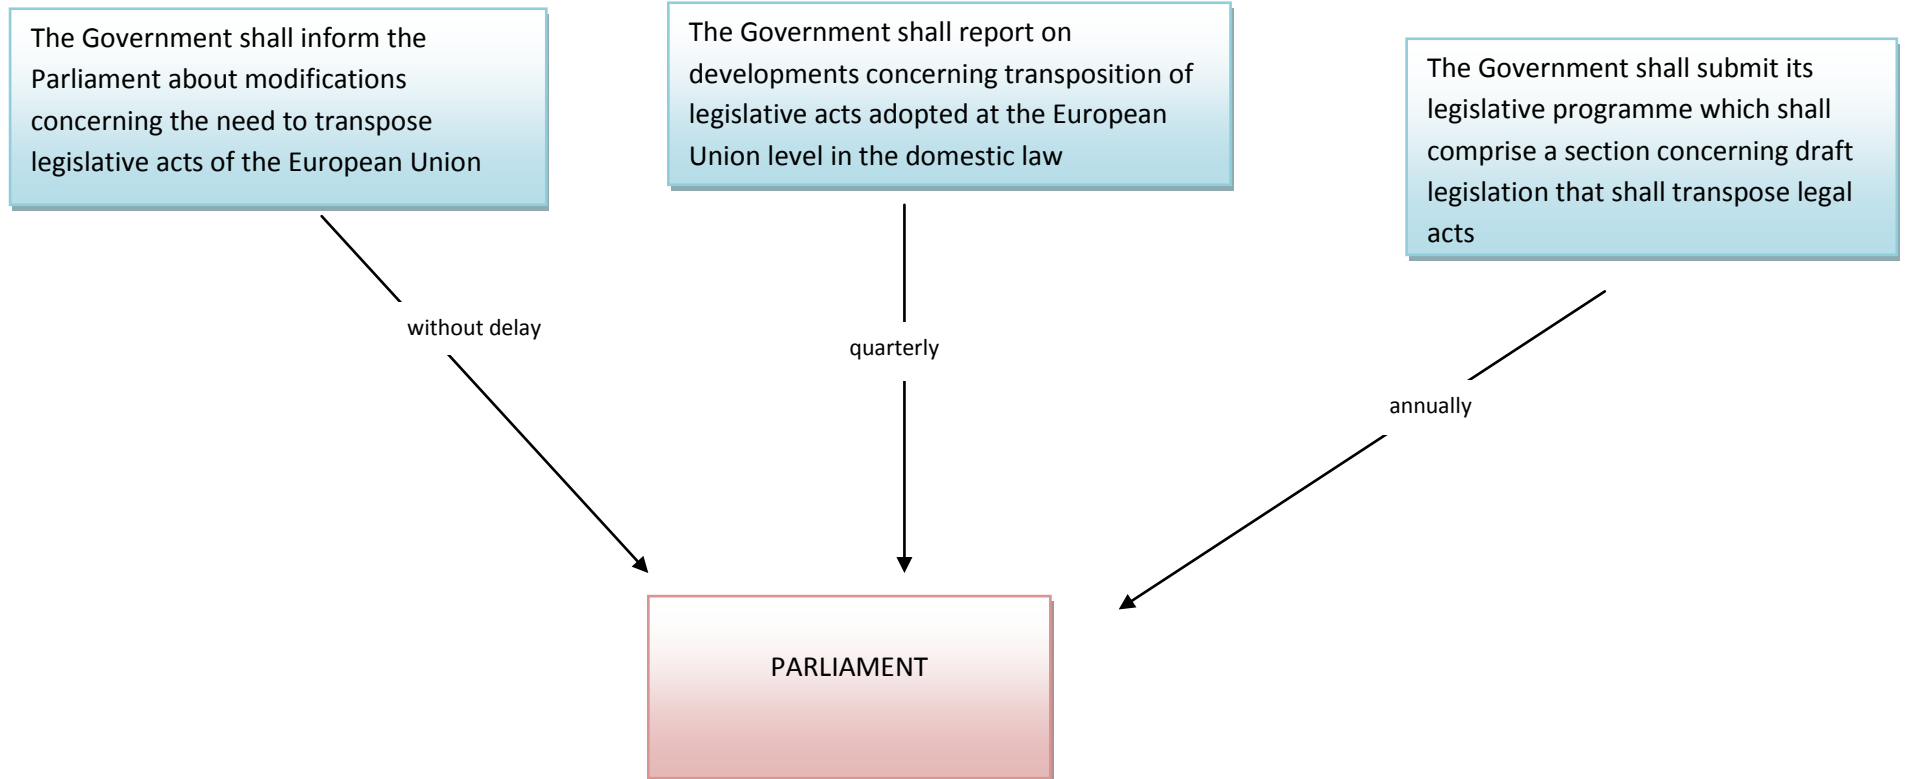 The Government shall inform the
Parliament about modifications
concerning the need to transpose
legislative acts of the European Union
The Government shall report on
developments concerning transposition of
legislative acts adopted at the European
Union level in the domestic law
The Government shall submit its
legislative programme which shall
comprise a section concerning draft
legislation that shall transpose legal
acts
without delay
quarterly
annually
PARLIAMENT